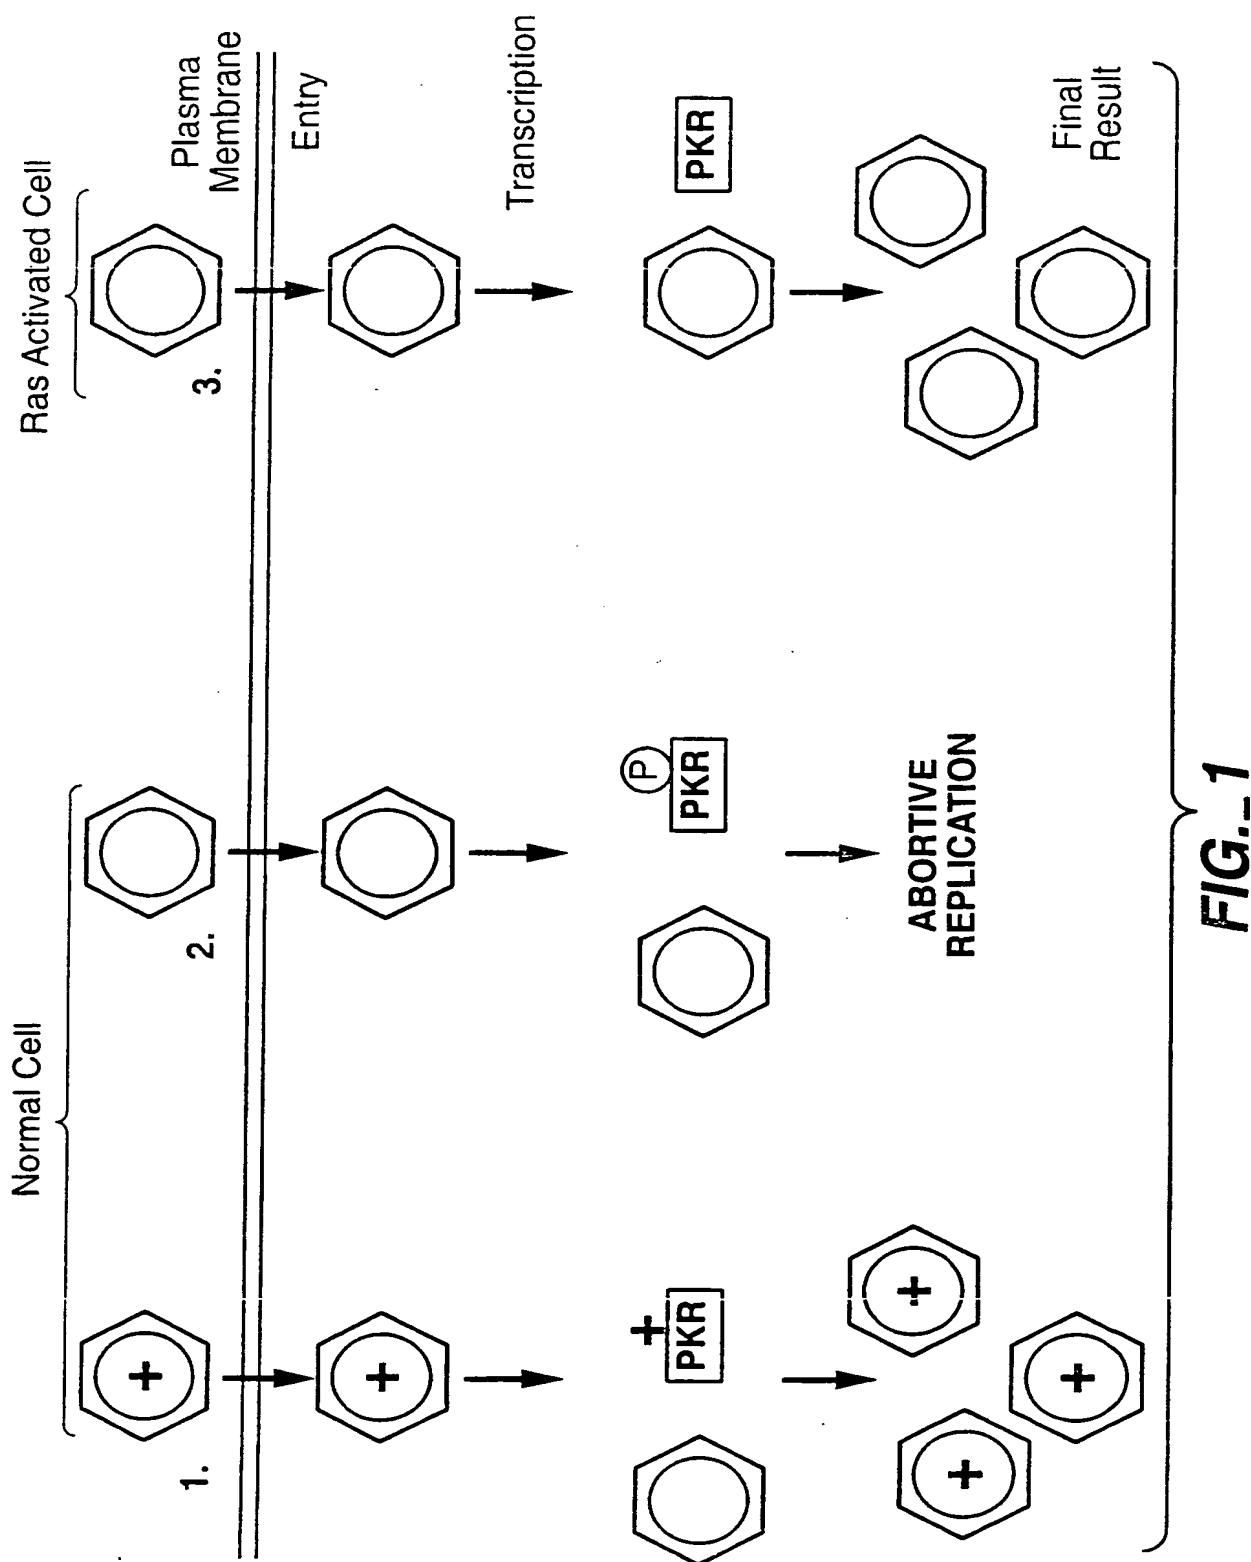 Normal Cell
Ras Activated Cell
Plasma
Membrane
1.
2.
3.
+
Entry
+
Transcription
+
PKR
P
PKR
PKR
+
+
+
ABORTIVE
REPLICATION
Final
Result
FIG._1